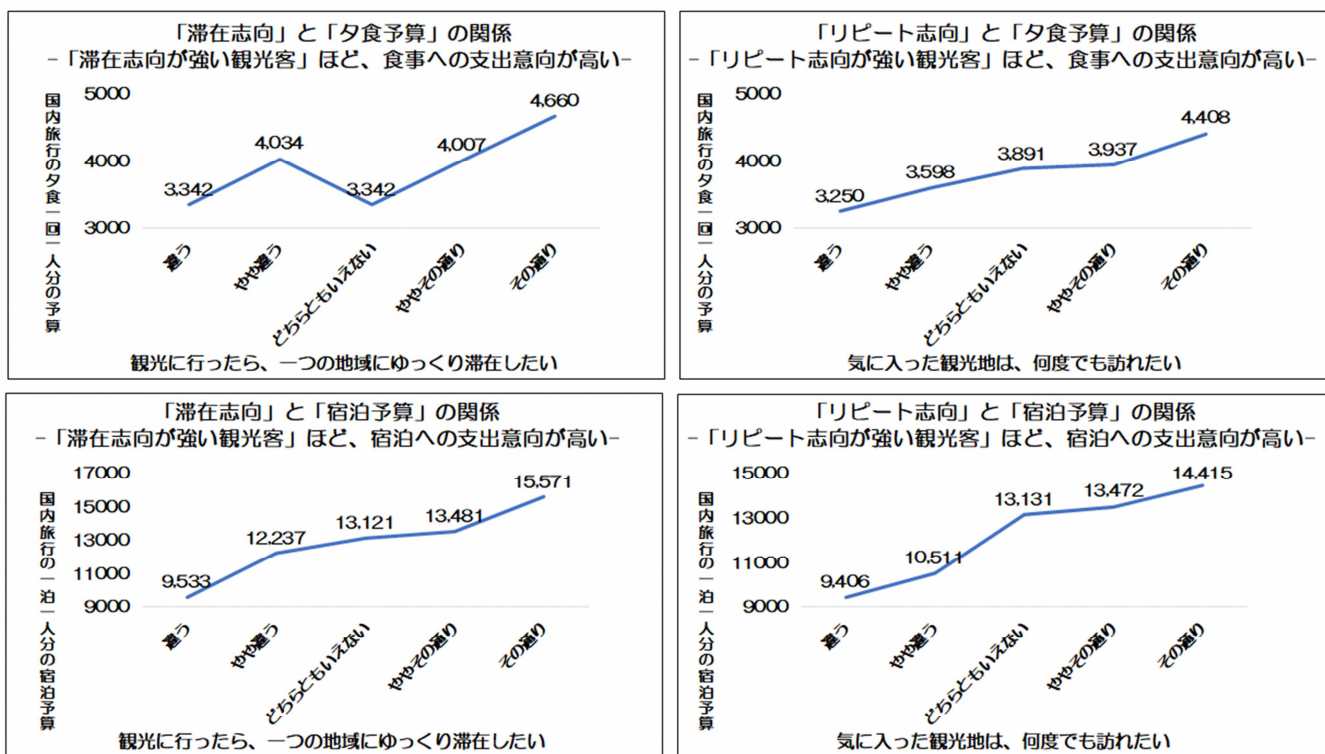 「滞在志向」と「夕食予算」の関係
-「滞在志向が強い観光客」ほど、食事への支出意向が高い-
国内旅行の夕食一回一人分の予算
5000
4000
3000
3,342
4,034
3,342
4,007
4,660
違う
やや違う
どちらともいえない
ややその通り
その通り
観光に行ったら、一つの地域にゆっくり滞在したい
「リピート志向」と「夕食予算」の関係
-「リピート志向が強い観光客」ほど、食事への支出意向が高い-
国内旅行の夕食一回一人分の予算
5000
4000
3000
3,250
3,598
3,891
3,937
4,408
違う
やや違う
どちらともいえない
ややその通り
その通り
気に入った観光地は、何度でも訪れたい
「滞在志向」と「宿泊予算」の関係
-「滞在志向が強い観光客」ほど、宿泊への支出意向が高い-
国内旅行の一泊一人分の宿泊予算
17000
15000
13000
11000
9000
9,533
12,237
13,121
13,481
15,571
違う
やや違う
どちらともいえない
ややその通り
その通り
観光に行ったら、一つの地域にゆっくり滞在したい
「リピート志向」と「宿泊予算」の関係
-「リピート志向が強い観光客」ほど、宿泊への支出意向が高い-
国内旅行の一泊一人分の宿泊予算
15000
13000
11000
9000
9,406
10,511
13,131
13,472
14,415
違う
やや違う
どちらともいえない
ややその通り
その通り
気に入った観光地は、何度でも訪れたい